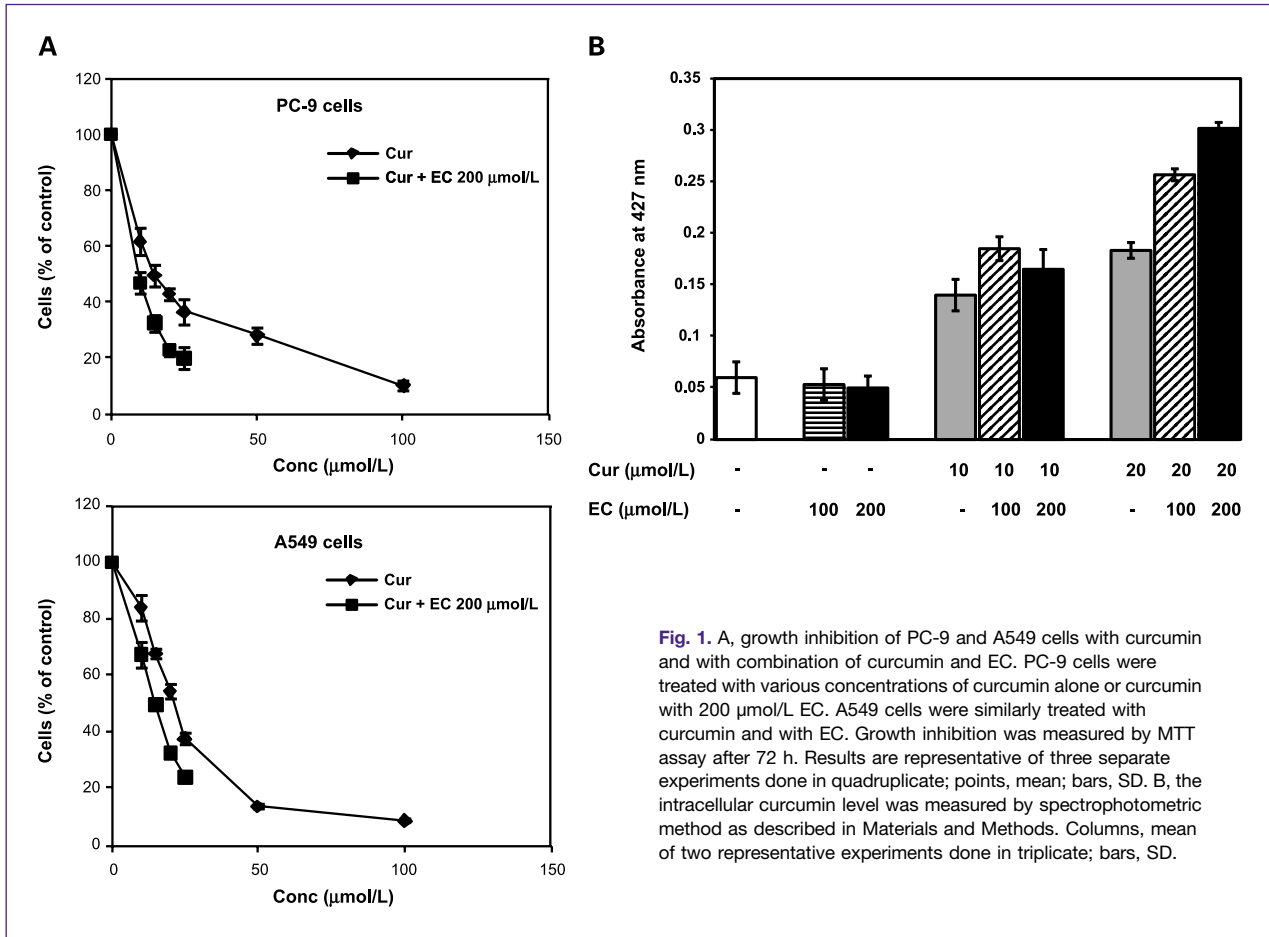 A
120
100
80
60
40
20
0
Cells (% of control)
PC-9 cells
Cur
Cur + EC 200 µmol/L
0 50 100 150
Conc (µmol/L)
120
100
80
60
40
20
0
Cells (% of control)
A549 cells
Cur
Cur + EC 200 µmol/L
0 50 100 150
Conc (µmol/L)
B
0.35
0.3
0.25
0.2
0.15
0.1
0.05
0
Absorbance at 427 nm
Cur (µmol/L) - - - 10 10 10 20 20 20
EC (µmol/L) - 100 200 - 100 200 - 100 200
Fig. 1. A, growth inhibition of PC-9 and A549 cells with curcumin
and with combination of curcumin and EC. PC-9 cells were
treated with various concentrations of curcumin alone or curcumin
with 200 µmol/L EC. A549 cells were similarly treated with
curcumin and with EC. Growth inhibition was measured by MTT
assay after 72 h. Results are representative of three separate
experiments done in quadruplicate; points, mean; bars, SD. B, the
intracellular curcumin level was measured by spectrophotometric
method as described in Materials and Methods. Columns, mean
of two representative experiments done in triplicate; bars, SD.